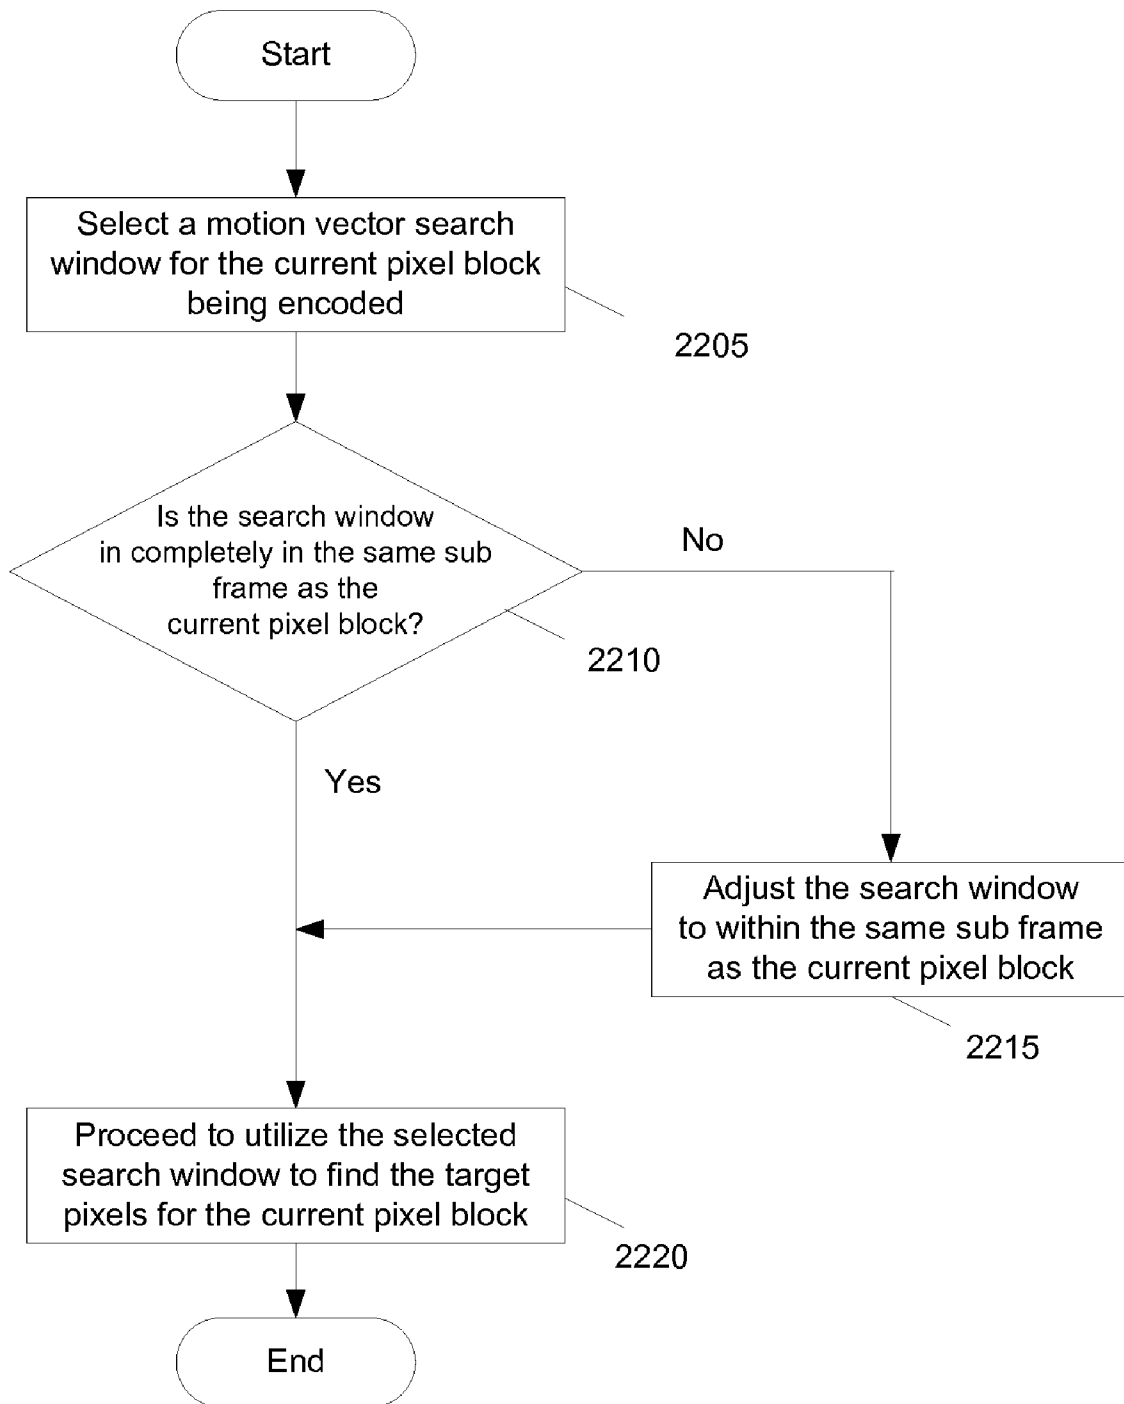 Start
Select a motion vector search
window for the current pixel block
being encoded
2205
Is the search window
in completely in the same sub
frame as the
current pixel block?
No
2210
Yes
Adjust the search window
to within the same sub frame
as the current pixel block
2215
Proceed to utilize the selected
search window to find the target
pixels for the current pixel block
2220
End